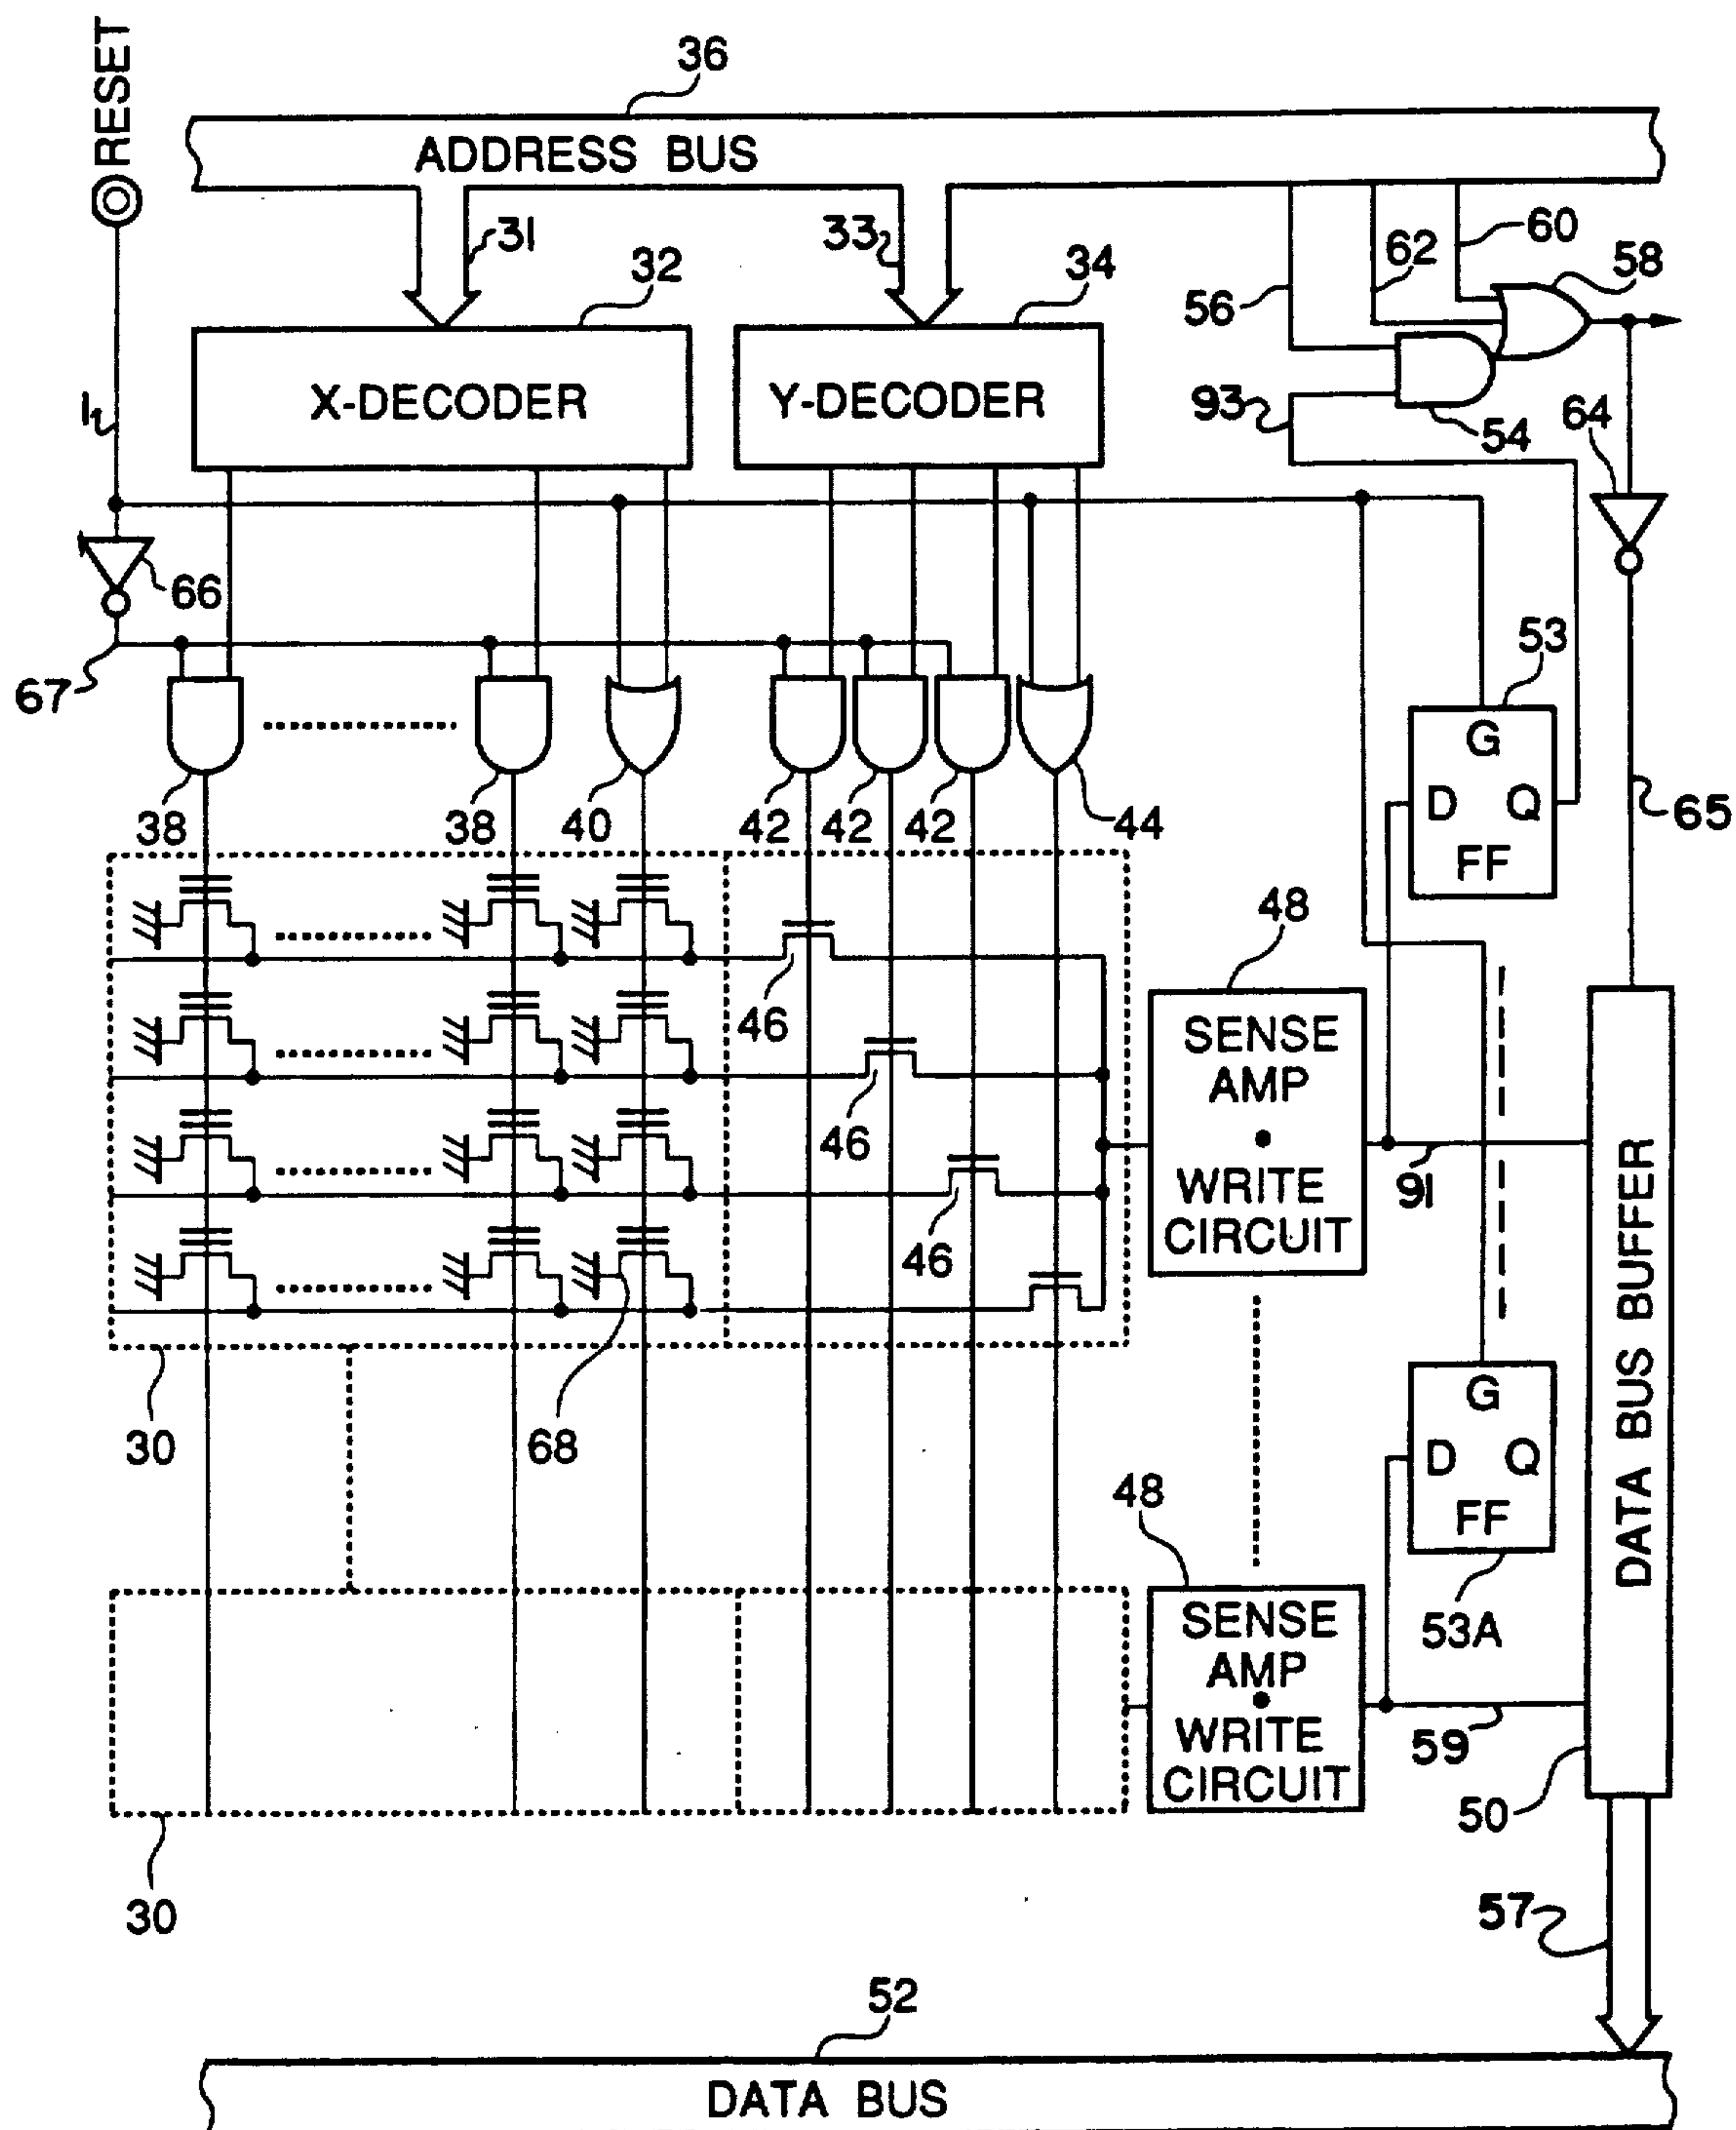 RESET
36
ADDRESS BUS
31
33
62
60
58
32
34
56
X-DECODER
Y-DECODER
93
54
64
1
66
67
53
G
D Q
FF
38
38
40
42
42
42
44
65
48
46
SENSE
AMP
WRITE
CIRCUIT
46
91
46
DATA BUS BUFFER
G
D Q
FF
30
68
48
53A
SENSE
AMP
WRITE
CIRCUIT
59
50
30
57
52
DATA BUS